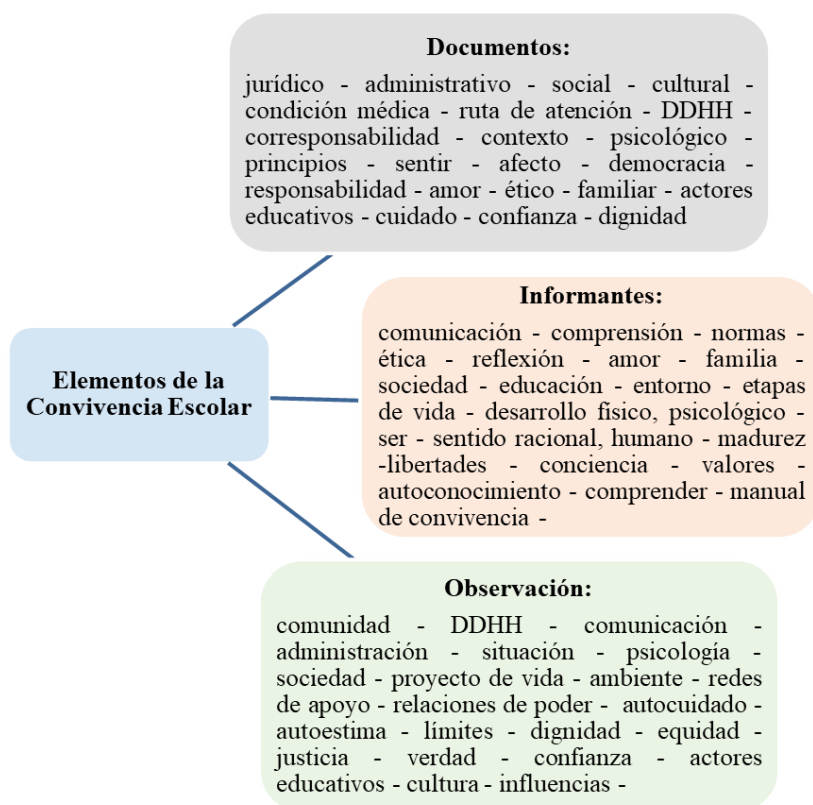 Documentos:
jurídico - administrativo - social - cultural -
condición médica - ruta de atención - DDHH -
corresponsabilidad - contexto - psicológico -
principios - sentir - afecto - democracia -
responsabilidad - amor - ético - familiar - actores
educativos - cuidado - confianza - dignidad
Informantes:
comunicación - comprensión - normas -
ética - reflexión - amor - familia -
sociedad - educación - entorno - etapas
de vida - desarrollo físico, psicológico -
ser - sentido racional, humano - madurez
-libertades - conciencia - valores -
autoconocimiento - comprender - manual
de convivencia -
Elementos de la
Convivencia Escolar
Observación:
comunidad - DDHH - comunicación -
administración - situación - psicología -
sociedad - proyecto de vida - ambiente - redes
de apoyo - relaciones de poder - autocuidado -
autoestima - límites - dignidad - equidad -
justicia - verdad - confianza - actores
educativos - cultura - influencias -